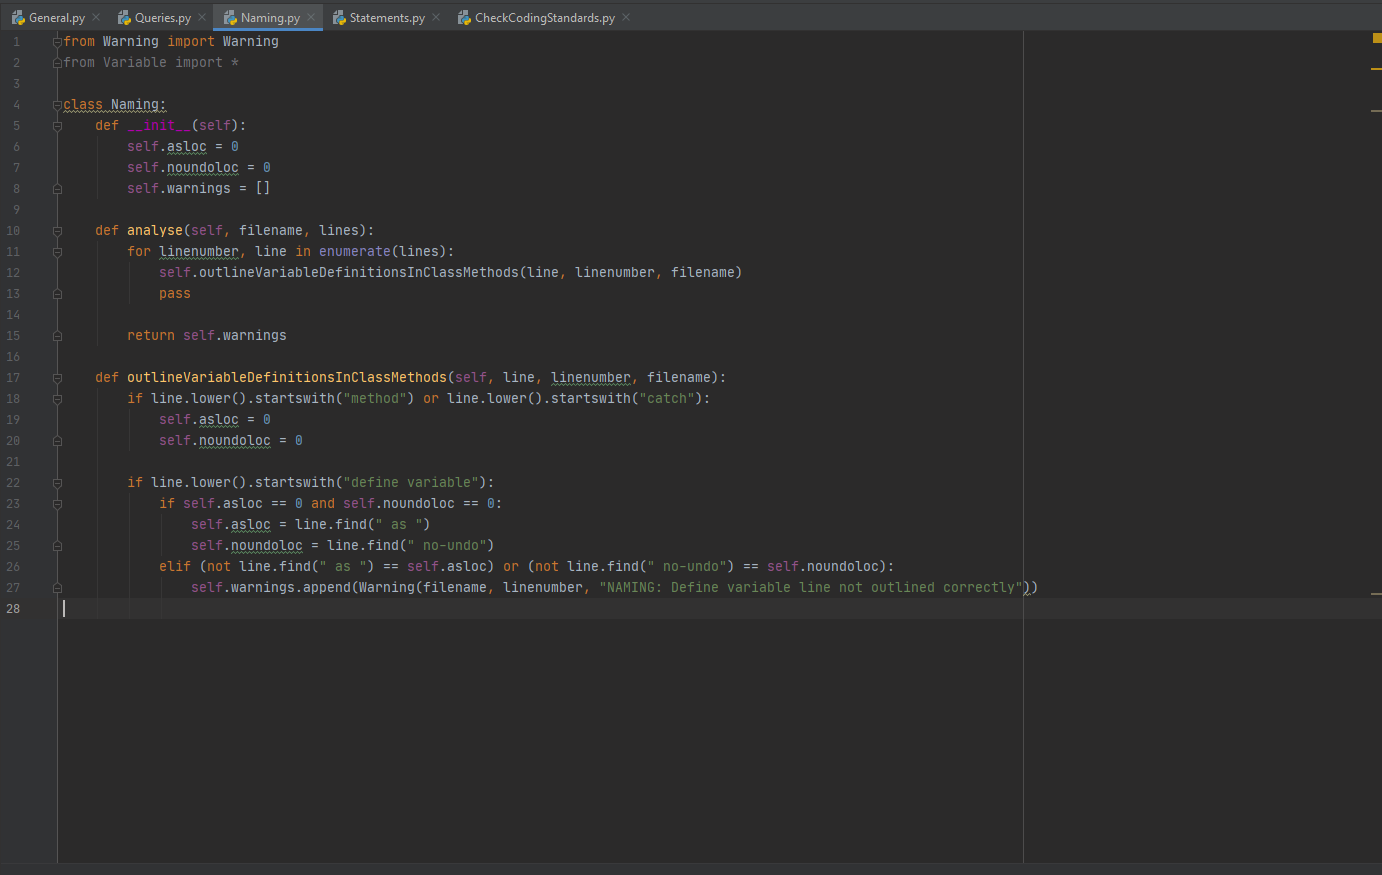 General.py Queries.py Naming.py Statements.py CheckCodingStandards.py
1 from Warning import Warning
2 from Variable import *
3
4 class Naming:
5     def __init__(self):
6         self.asloc = 0
7         self.noundoloc = 0
8         self.warnings = []
9
10     def analyse(self, filename, lines):
11         for linenumber, line in enumerate(lines):
12             self.outlineVariableDefinitionsInClassMethods(line, linenumber, filename)
13             pass
14
15         return self.warnings
16
17     def outlineVariableDefinitionsInClassMethods(self, line, linenumber, filename):
18         if line.lower().startswith("method") or line.lower().startswith("catch"):
19             self.asloc = 0
20             self.noundoloc = 0
21
22         if line.lower().startswith("define variable"):
23             if self.asloc == 0 and self.noundoloc == 0:
24                 self.asloc = line.find(" as ")
25                 self.noundoloc = line.find(" no-undo")
26             elif (not line.find(" as ") == self.asloc) or (not line.find(" no-undo") == self.noundoloc):
27                 self.warnings.append(Warning(filename, linenumber, "NAMING: Define variable line not outlined correctly"))
28